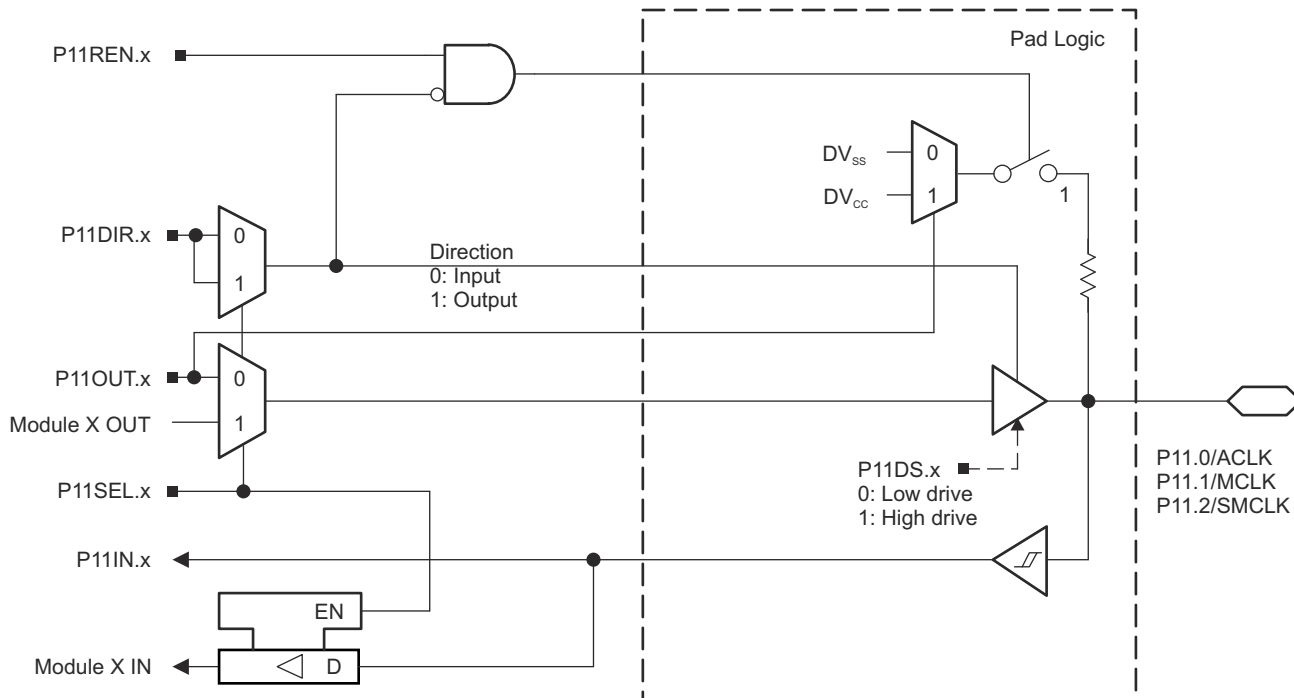 Pad Logic
P11REN.x
DVSS
0
DVCC
1
1
P11DIR.x
0
1
Direction
0: Input
1: Output
P11OUT.x
0
Module X OUT
1
P11SEL.x
P11DS.x
0: Low drive
1: High drive
P11.0/ACLK
P11.1/MCLK
P11.2/SMCLK
P11IN.x
EN
Module X IN
D